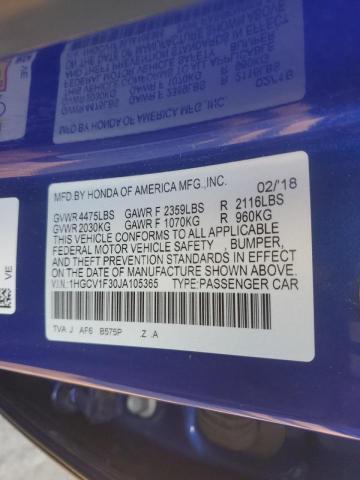 MFD.BY HONDA OF AMERICA MFG.,INC. 02/'18
GVWR 4475LBS GAWR F 2359LBS R 2116LBS
GVWR 2030KG GAWR F 1070KG R 960KG
THIS VEHICLE CONFORMS TO ALL APPLICABLE
FEDERAL MOTOR VEHICLE SAFETY , BUMPER,
AND THEFT PREVENTION STANDARDS IN EFFECT ON
THE DATE OF MANUFACTURE SHOWN ABOVE.
V.I.N.: 1HGCV1F30JA105365 TYPE:PASSENGER CAR
TVA J AF6 B575P .Z .A
VE